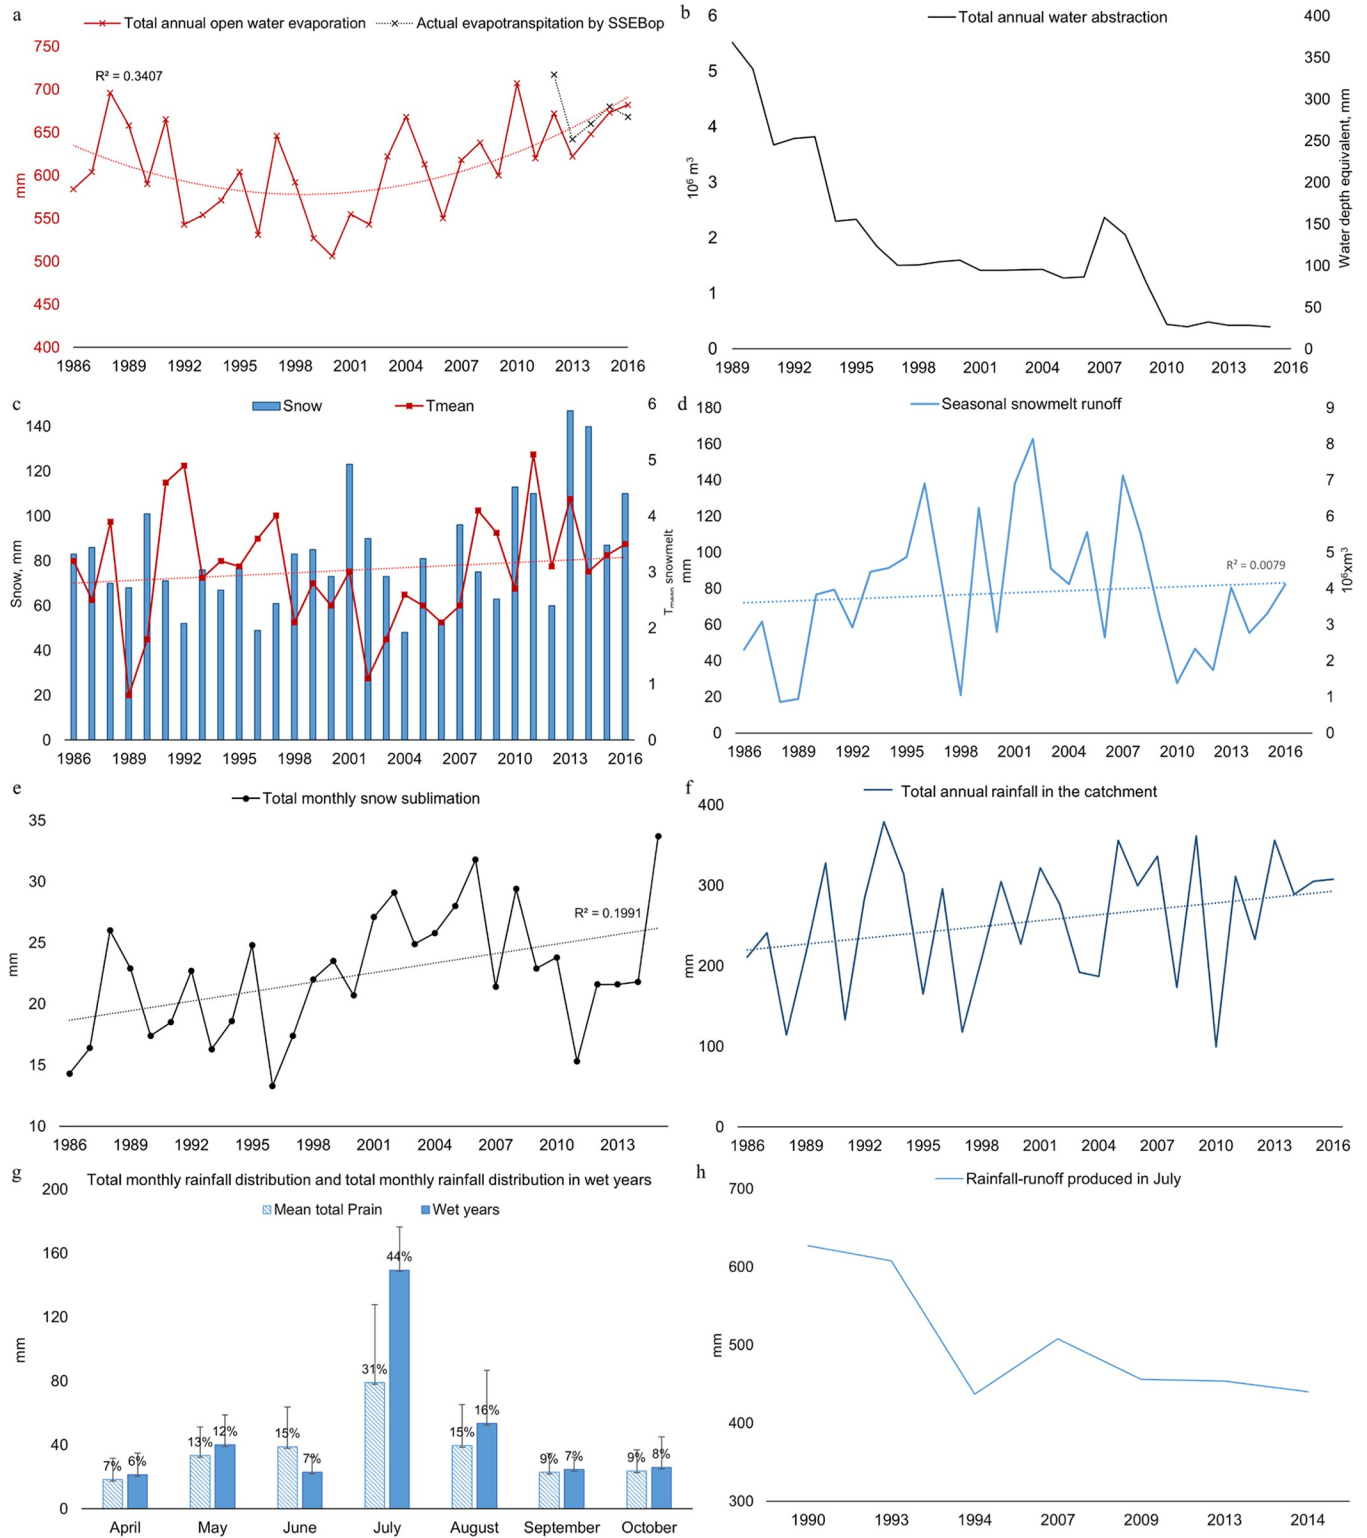 a
Total annual open water evaporation
Actual evapotranspitation by SSEBop
750
700
650
600
550
500
450
400
mm
R² = 0.3407
1986 1989 1992 1995 1998 2001 2004 2007 2010 2013 2016
b
Total annual water abstraction
6
5
4
3
2
1
0
10⁶ m³
400
350
300
250
200
150
100
50
0
Water depth equivalent, mm
1989 1992 1995 1998 2001 2004 2007 2010 2013 2016
c
Snow
Tmean
140
120
100
80
60
40
20
0
Snow, mm
6
5
4
3
2
1
0
Tmean snowmelt
1986 1989 1992 1995 1998 2001 2004 2007 2010 2013 2016
d
Seasonal snowmelt runoff
180
160
140
120
100
80
60
40
20
0
mm
R² = 0.0079
9
8
7
6
5
4
3
2
1
0
10⁶xm³
1986 1989 1992 1995 1998 2001 2004 2007 2010 2013 2016
e
Total monthly snow sublimation
35
30
25
20
15
10
mm
R² = 0.1991
1986 1989 1992 1995 1998 2001 2004 2007 2010 2013
f
Total annual rainfall in the catchment
400
300
200
100
0
mm
1986 1989 1992 1995 1998 2001 2004 2007 2010 2013 2016
g
Total monthly rainfall distribution and total monthly rainfall distribution in wet years
Mean total Prain
Wet years
200
160
120
80
40
0
mm
7% 6% 13% 12% 15% 7% 31% 44% 15% 16% 9% 7% 9% 8%
April May June July August September October
h
Rainfall-runoff produced in July
700
600
500
400
300
mm
1990 1993 1994 2007 2009 2013 2014